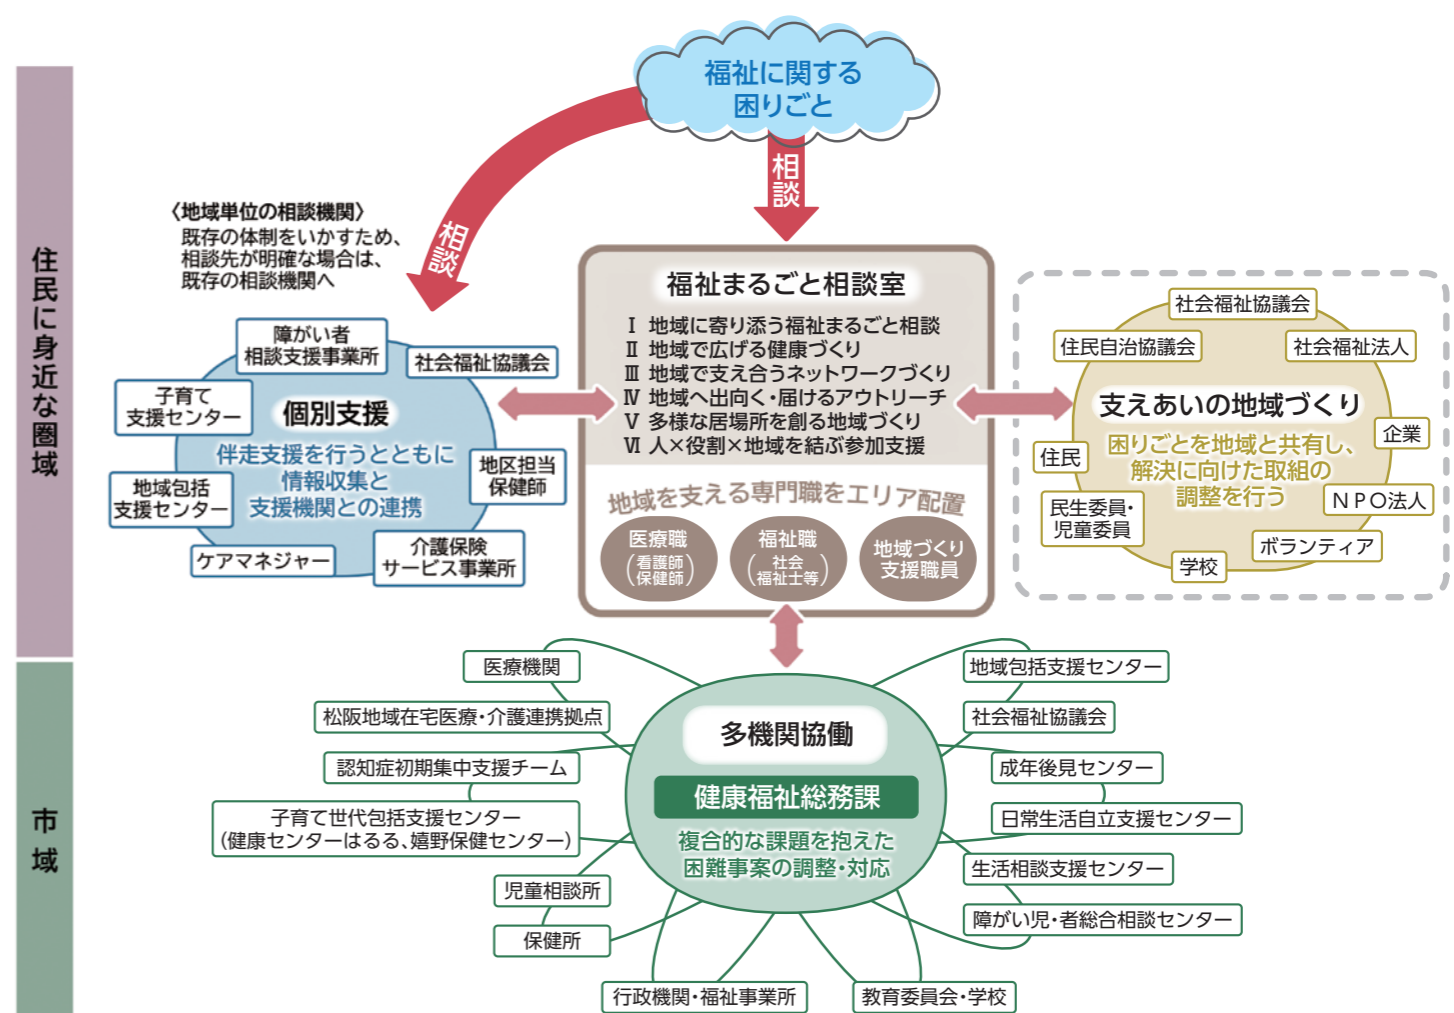 福祉に関する
困りごと
相談
相談
住民に身近な圏域
〈地域単位の相談機関〉
既存の体制をいかすため、
相談先が明確な場合は、
既存の相談機関へ
障がい者
相談支援事業所
社会福祉協議会
子育て
支援センター
個別支援
伴走支援を行うとともに
情報収集と
支援機関との連携
地区担当
保健師
地域包括
支援センター
ケアマネジャー
介護保険
サービス事業所
福祉まるごと相談室
Ⅰ 地域に寄り添う福祉まるごと相談
Ⅱ 地域で広げる健康づくり
Ⅲ 地域で支え合うネットワークづくり
Ⅳ 地域へ出向く・届けるアウトリーチ
Ⅴ 多様な居場所を創る地域づくり
Ⅵ 人×役割×地域を結ぶ参加支援
地域を支える専門職をエリア配置
医療職
(看護師
保健師)
福祉職
(社会
福祉士等)
地域づくり
支援職員
社会福祉協議会
住民自治協議会
社会福祉法人
支えあいの地域づくり
困りごとを地域と共有し、
解決に向けた取組の
調整を行う
企業
住民
NPO法人
民生委員・
児童委員
ボランティア
学校
市域
医療機関
松阪地域在宅医療・介護連携拠点
認知症初期集中支援チーム
子育て世代包括支援センター
(健康センターはるる、嬉野保健センター)
児童相談所
保健所
行政機関・福祉事業所
多機関協働
健康福祉総務課
複合的な課題を抱えた
困難事案の調整・対応
地域包括支援センター
社会福祉協議会
成年後見センター
日常生活自立支援センター
生活相談支援センター
障がい児・者総合相談センター
教育委員会・学校